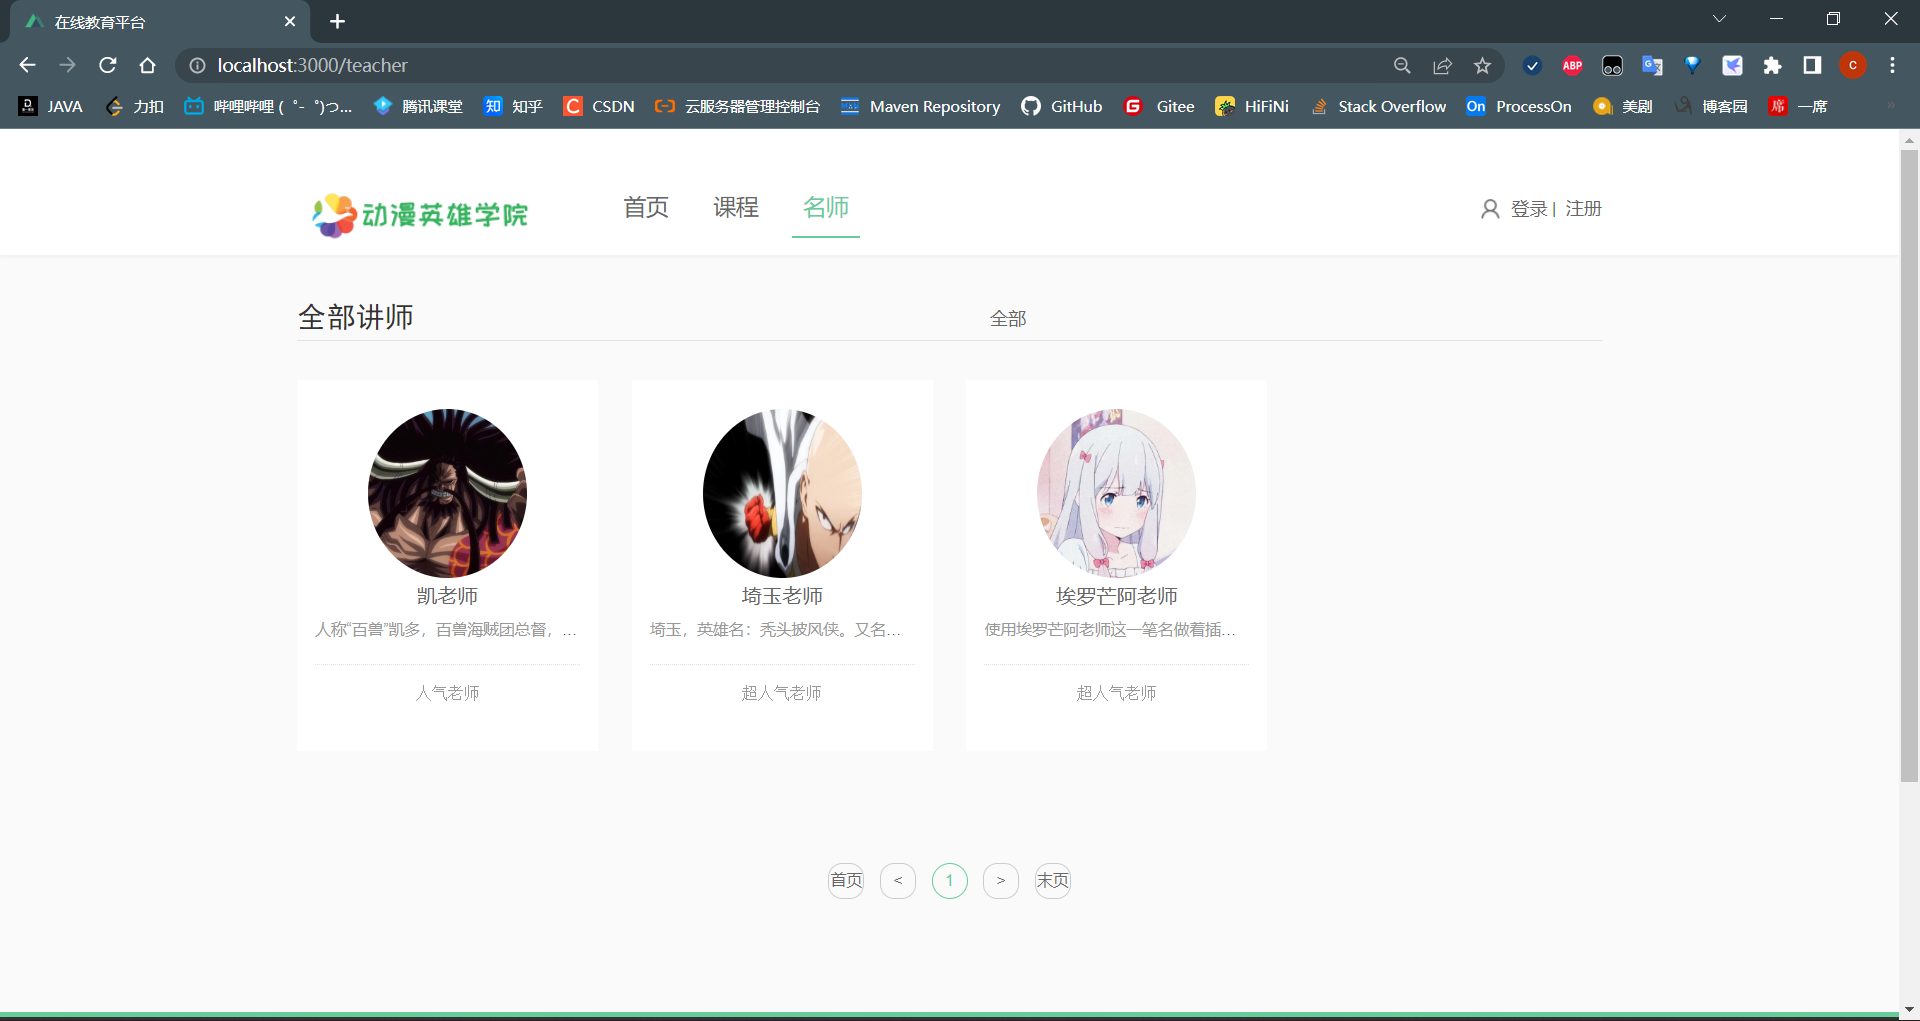 在线教育平台
localhost:3000/teacher
ABP
C
JAVA
力扣
哔哩哔哩 (゜-゜)つ...
腾讯课堂
知 知乎
C CSDN
云服务器管理控制台
Maven Repository
GitHub
G Gitee
HiFiNi
Stack Overflow
On ProcessOn
美剧
博客园
席 一席
动漫英雄学院
首页
课程
名师
登录 | 注册
全部讲师
全部
凯老师
人称“百兽”凯多，百兽海贼团总督，...
人气老师
埼玉老师
埼玉，英雄名：秃头披风侠。又名...
超人气老师
埃罗芒阿老师
使用埃罗芒阿老师这一笔名做着插...
超人气老师
首页 < 1 > 末页